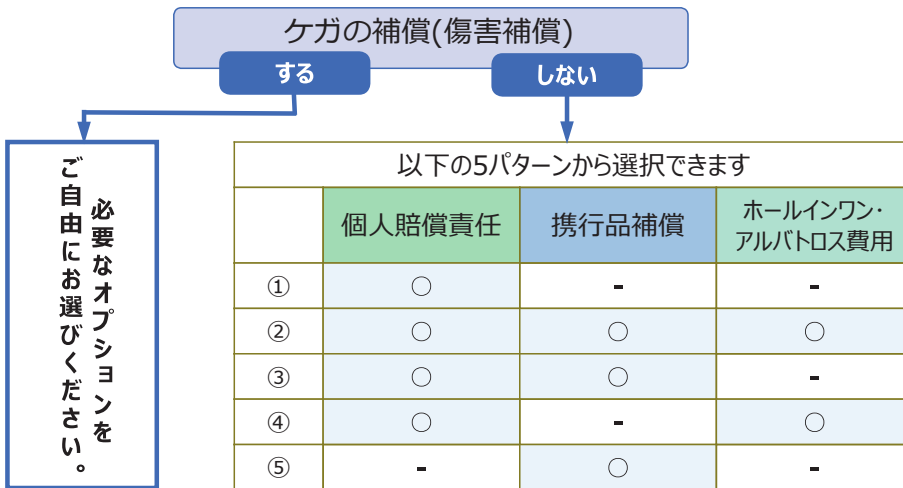 ケガの補償(傷害補償)
する
しない
必要なオプションを
ご自由にお選びください。
以下の5パターンから選択できます
個人賠償責任
携行品補償
ホールインワン・
アルバトロス費用
① ○ - -
② ○ ○ ○
③ ○ ○ -
④ ○ - ○
⑤ - ○ -